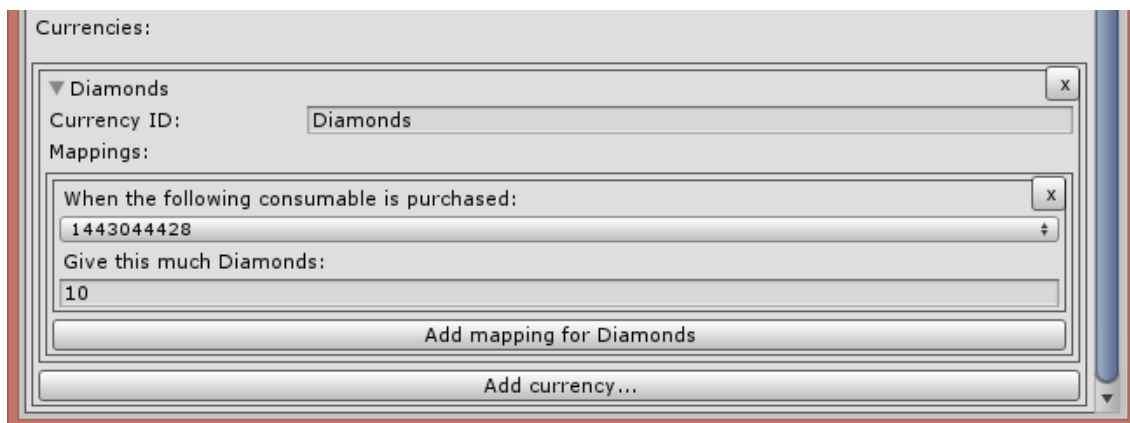 Currencies:
Diamonds
x
Currency ID: Diamonds
Mappings:
When the following consumable is purchased:
x
1443044428
Give this much Diamonds:
10
Add mapping for Diamonds
Add currency...